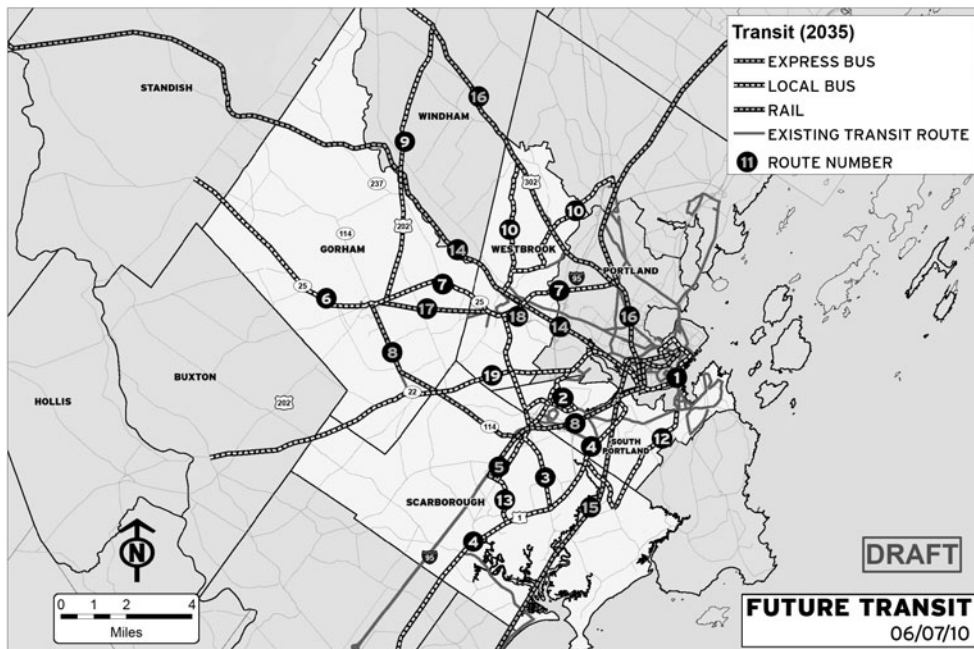 Transit (2035)
EXPRESS BUS
LOCAL BUS
RAIL
EXISTING TRANSIT ROUTE
11 ROUTE NUMBER
STANDISH
16
WINDHAM
9
302
237
10
10
114
202
GORHAM
WESTBROOK
14
95
PORTLAND
7
7
25
6
25
17
18
16
14
8
19
1
BUXTON
22
2
202
HOLLIS
114
8
4
12
SOUTH
PORTLAND
5
3
SCARBOROUGH
13
15
1
4
95
N
DRAFT
0 1 2 4
Miles
FUTURE TRANSIT
06/07/10